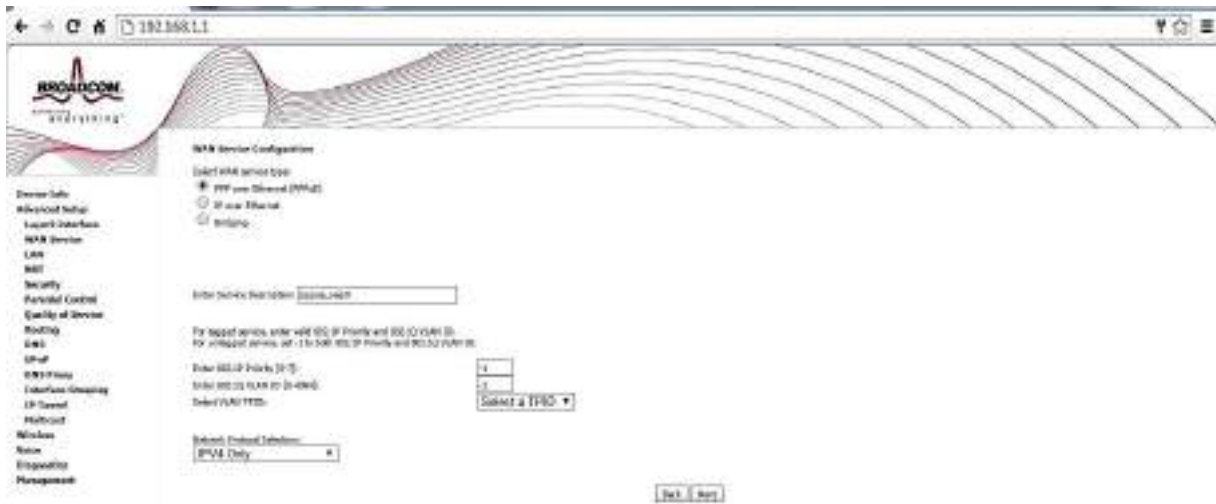 192.168.1.1
BROADCOM
everything®
WAN Service Configuration
Select WAN service type:
PPP over Ethernet (PPPoE)
IP over Ethernet
Bridging
Device Info
Advanced Setup
Layer2 Interface
WAN Service
LAN
NAT
Security
Parental Control
Quality of Service
Routing
DNS
UPnP
DNS Proxy
Interface Grouping
IP Tunnel
Multicast
Wireless
Voice
Diagnostics
Management
Enter Service Description:
For tagged service, enter valid 802.1P Priority and 802.1Q VLAN ID.
For untagged service, set -1 to both 802.1P Priority and 802.1Q VLAN ID.
Enter 802.1P Priority [0-7]:
-1
Enter 802.1Q VLAN ID [0-4094]:
-1
Select VLAN TPID:
Select a TPID
Network Protocol Selection:
IPV4 Only
Back
Next